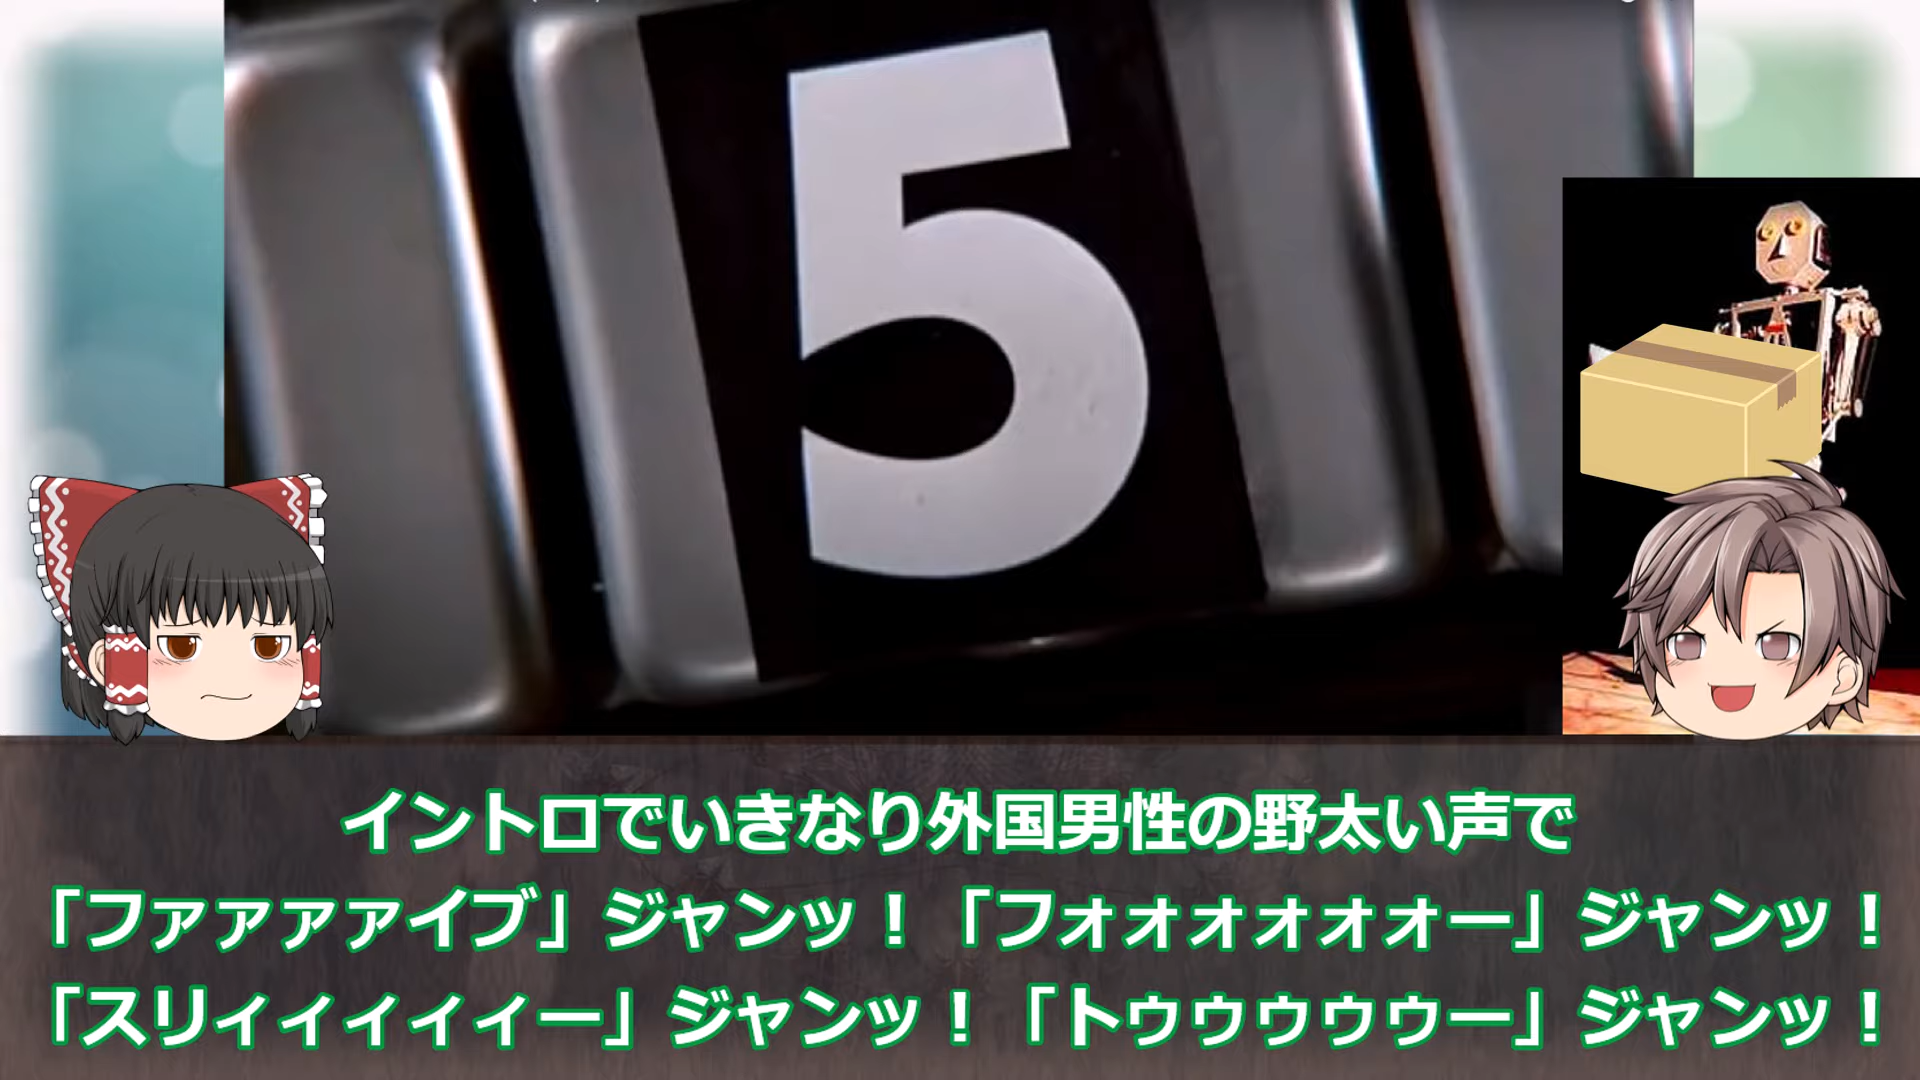 5
イントロでいきなり外国男性の野太い声で
「ファァァァァイブ」ジャンッ！「フォォォォォォー」ジャンッ！
「スリィィィィィー」ジャンッ！「トゥゥゥゥゥー」ジャンッ！